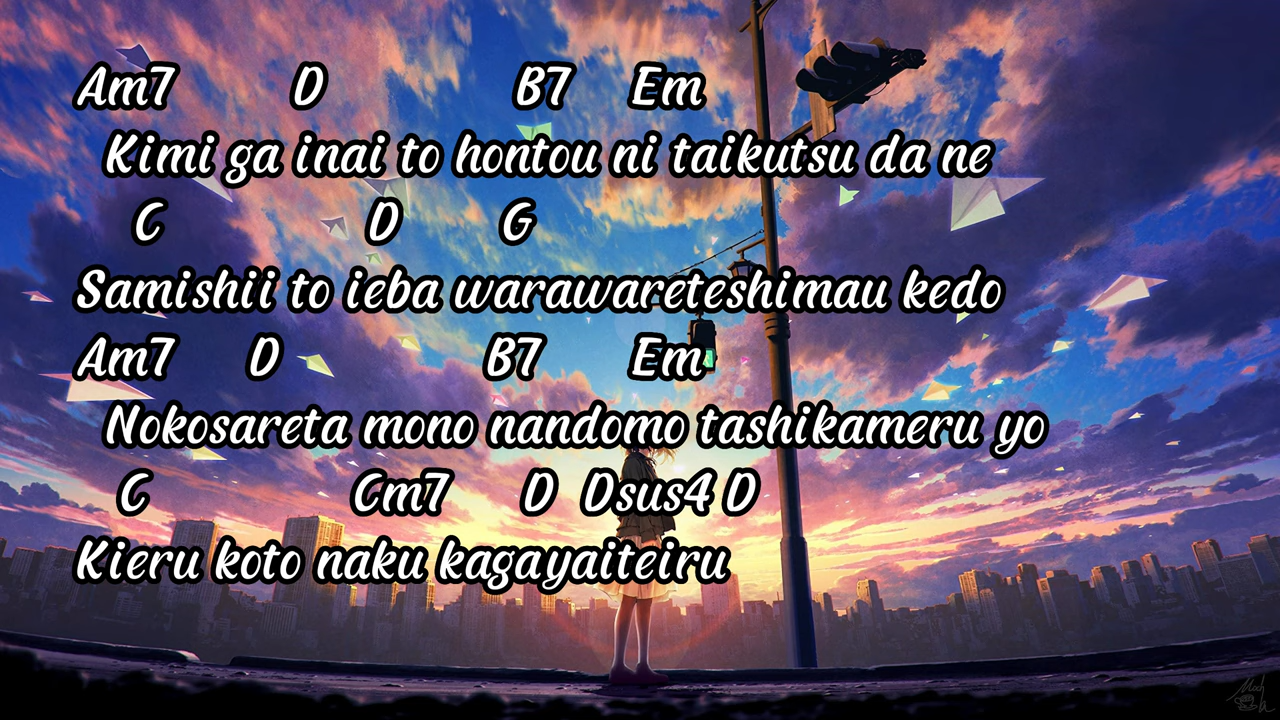 Am7 D B7 Em
Kimi ga inai to hontou ni taikutsu da ne
C D G
Samishii to ieba warawareteshimau kedo
Am7 D B7 Em
Nokosareta mono nandomo tashikameru yo
C Cm7 D Dsus4 D
Kieru koto naku kagayaiteiru